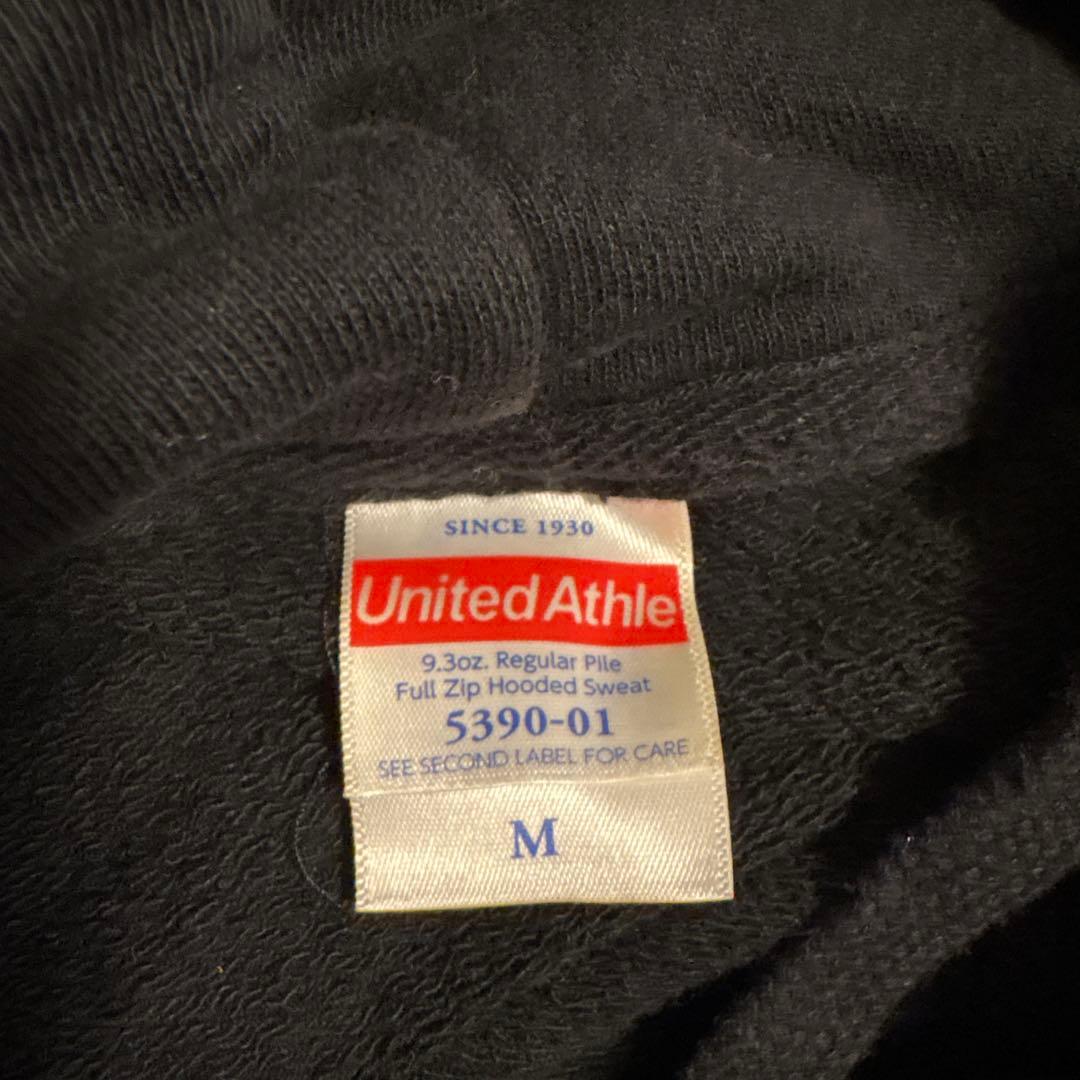 SINCE 1930
United Athle
9.3oz. Regular Pile
Full Zip Hooded Sweat
5390-01
SEE SECOND LABEL FOR CARE
M